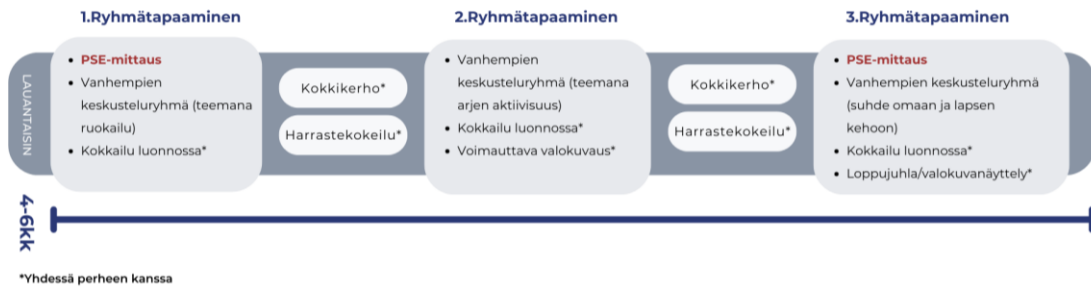 1.Ryhmätapaaminen
2.Ryhmätapaaminen
3.Ryhmätapaaminen
LAUANTAISIN
• PSE-mittaus
• Vanhempien
keskusteluryhmä (teemana
ruokailu)
• Kokkailu luonnossa*
Kokkikerho*
Harrastekokeilu*
• Vanhempien
keskusteluryhmä (teemana
arjen aktiivisuus)
• Kokkailu luonnossa*
• Voimauttava valokuvaus*
Kokkikerho*
Harrastekokeilu*
• PSE-mittaus
• Vanhempien keskusteluryhmä
(suhde omaan ja lapsen
kehoon)
• Kokkailu luonnossa*
• Loppujuhla/valokuvanäyttely*
4-6kk
*Yhdessä perheen kanssa